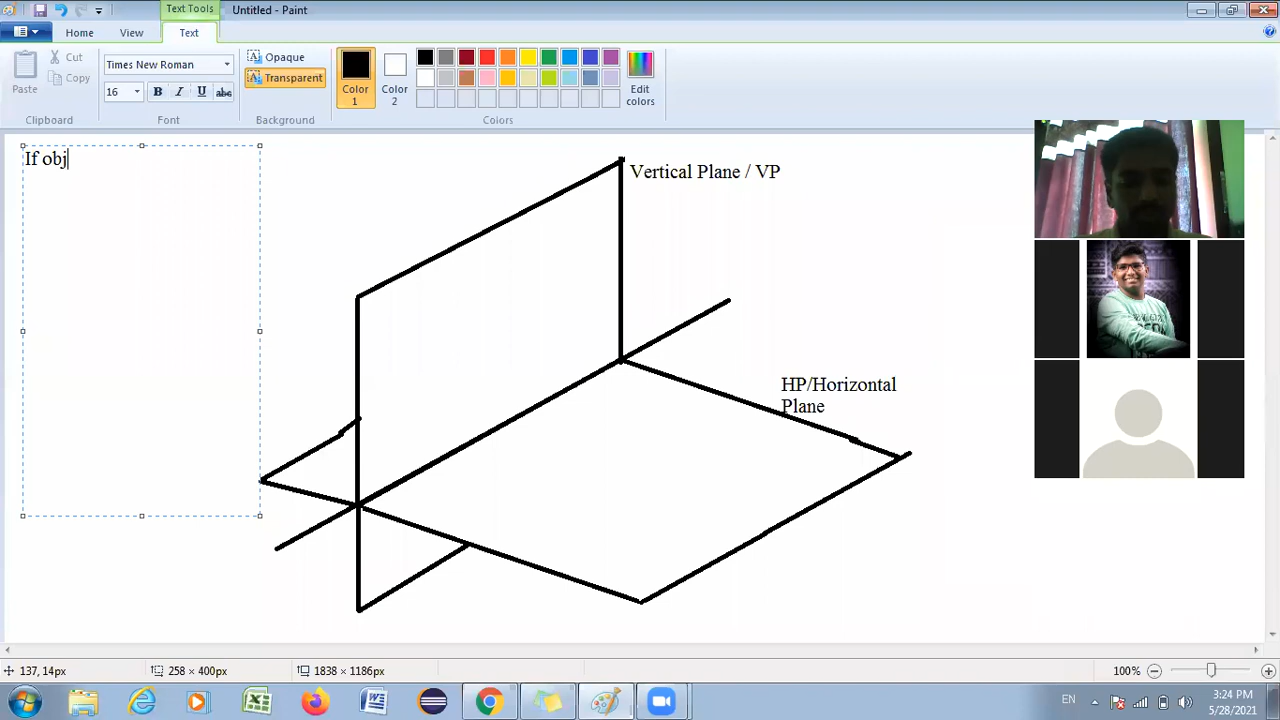 Text Tools
Untitled - Paint
Home
View
Text
Paste
Cut
Copy
Clipboard
Times New Roman
16
B I U abc
Font
Opaque
Transparent
Background
Color 1
Color 2
Edit colors
Colors
If obj
Vertical Plane / VP
HP/Horizontal
Plane
137, 14px
258 × 400px
1838 × 1186px
100%
EN
3:24 PM
5/28/2021